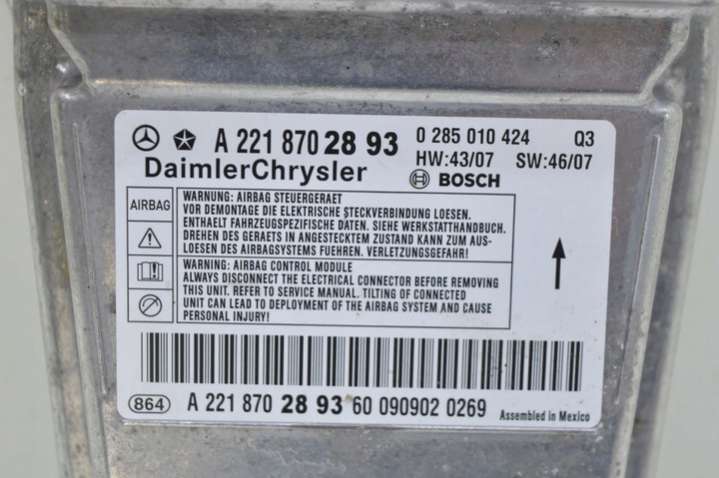 A 221 870 28 93 0 285 010 424 Q3
DaimlerChrysler HW:43/07 SW:46/07
BOSCH
AIRBAG
WARNUNG: AIRBAG STEUERGERAET
VOR DEMONTAGE DIE ELEKTRISCHE STECKVERBINDUNG LOESEN.
ENTHAELT FAHRZEUGSPEZIFISCHE DATEN. SIEHE WERKSTATTHANDBUCH.
DREHEN DES GERAETS IN ANGESTECKTEM ZUSTAND KANN ZUM AUS-
LOESEN DES AIRBAGSYSTEMS FUEHREN. VERLETZUNGSGEFAHR!
WARNING: AIRBAG CONTROL MODULE
ALWAYS DISCONNECT THE ELECTRICAL CONNECTOR BEFORE REMOVING
THIS UNIT. REFER TO SERVICE MANUAL. TILTING OF CONNECTED
UNIT CAN LEAD TO DEPLOYMENT OF THE AIRBAG SYSTEM AND CAUSE
PERSONAL INJURY!
864 A 221 870 28 93 60 090902 0269 Assembled in Mexico